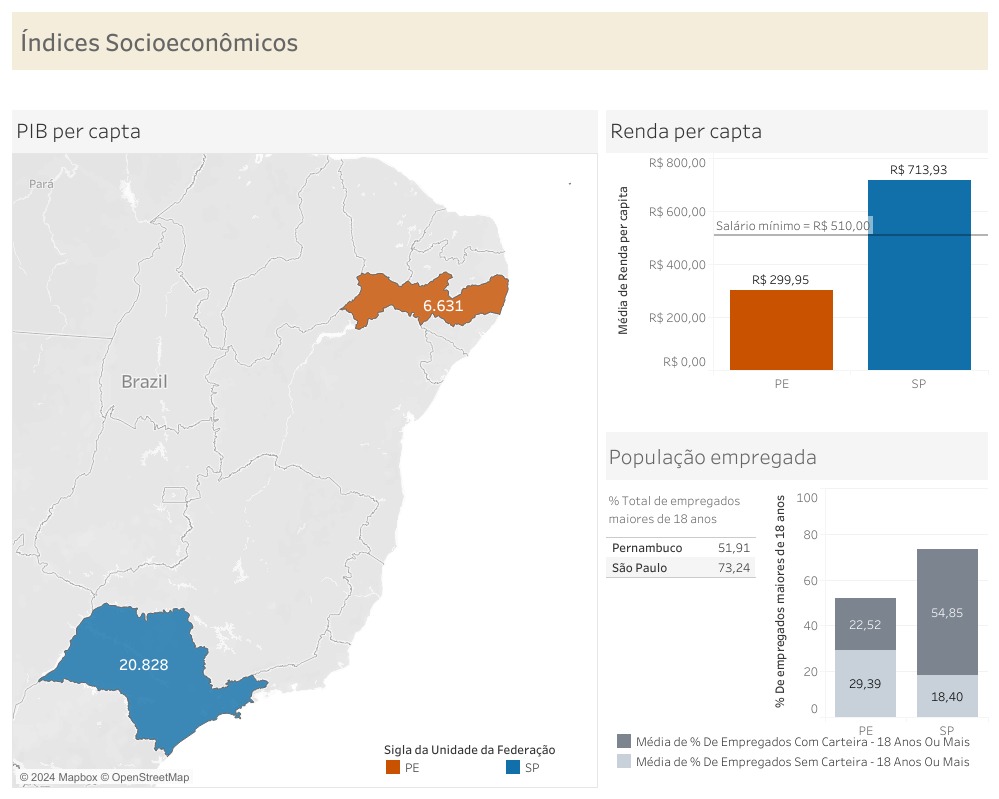 Índices Socioeconômicos
PIB per capta
Pará
Brazil
6.631
20.828
Sigla da Unidade da Federação
PE
SP
© 2024 Mapbox © OpenStreetMap
Renda per capta
Média de Renda per capita
R$ 800,00
R$ 600,00
R$ 400,00
R$ 200,00
R$ 0,00
Salário mínimo = R$ 510,00
R$ 299,95
R$ 713,93
PE
SP
População empregada
% Total de empregados
maiores de 18 anos
Pernambuco 51,91
São Paulo 73,24
% De empregados maiores de 18 anos
100
80
60
40
20
0
22,52
29,39
54,85
18,40
PE
SP
Média de % De Empregados Com Carteira - 18 Anos Ou Mais
Média de % De Empregados Sem Carteira - 18 Anos Ou Mais